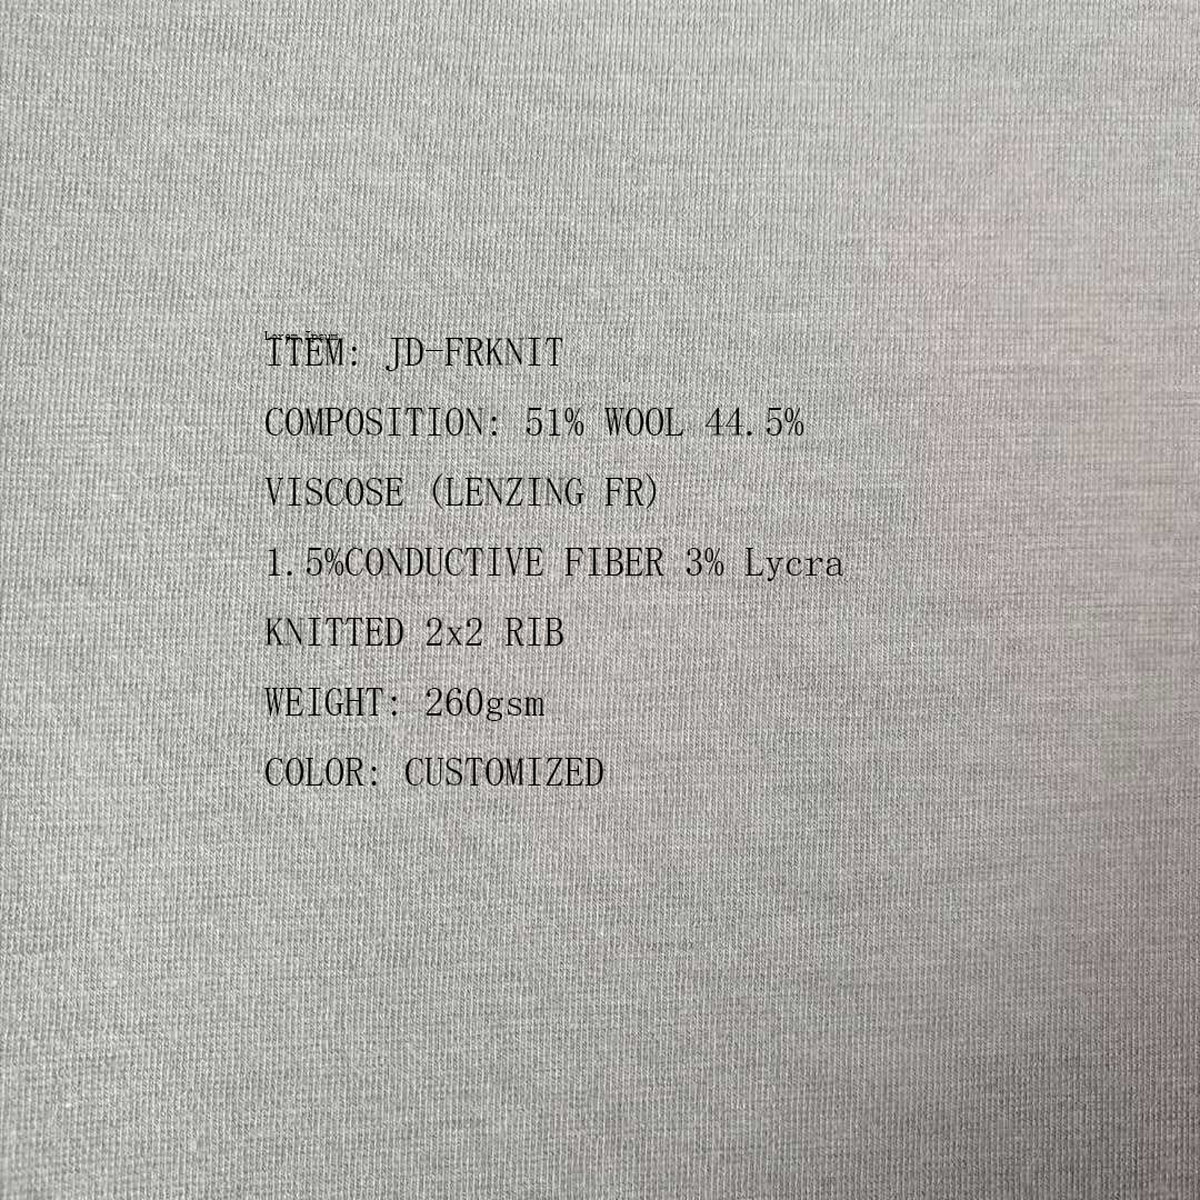 Lorem Ipsum
ITEM: JD-FRKNIT
COMPOSITION: 51% WOOL 44.5%
VISCOSE (LENZING FR)
1.5%CONDUCTIVE FIBER 3% Lycra
KNITTED 2x2 RIB
WEIGHT: 260gsm
COLOR: CUSTOMIZED